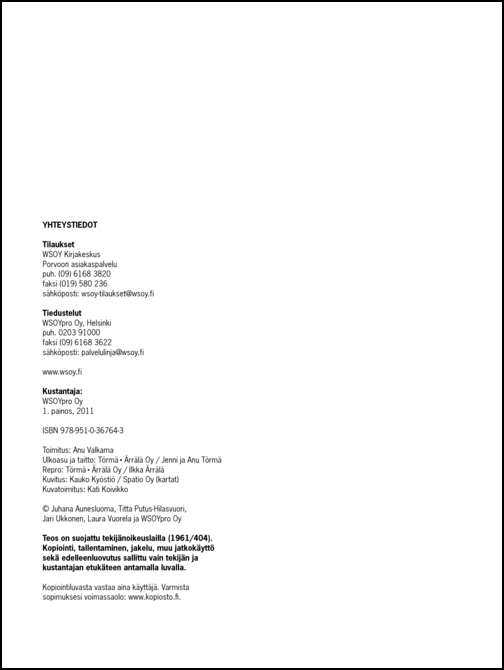 YHTEYSTIEDOT
Tilaukset
WSOY Kirjakeskus
Porvoon asiakaspalvelu
puh. (09) 6168 3820
faksi (019) 580 236
sähköposti: wsoy-tilaukset@wsoy.fi
Tiedustelut
WSOYpro Oy, Helsinki
puh. 0203 91000
faksi (09) 6168 3622
sähköposti: palvelulinja@wsoy.fi
www.wsoy.fi
Kustantaja:
WSOYpro Oy
1. painos, 2011
ISBN 978-951-0-36764-3
Toimitus: Anu Valkama
Ulkoasu ja taitto: Törmä • Ärrälä Oy / Jenni ja Anu Törmä
Repro: Törmä • Ärrälä Oy / Ilkka Ärrälä
Kuvitus: Kauko Kyöstiö / Spatio Oy (kartat)
Kuvatoimitus: Kati Koivikko
© Juhana Aunesluoma, Titta Putus-Hilasvuori,
Jari Ukkonen, Laura Vuorela ja WSOYpro Oy
Teos on suojattu tekijänoikeuslailla (1961/404).
Kopiointi, tallentaminen, jakelu, muu jatkokäyttö
sekä edelleenluovutus sallittu vain tekijän ja
kustantajan etukäteen antamalla luvalla.
Kopiointiluvasta vastaa aina käyttäjä. Varmista
sopimuksesi voimassaolo: www.kopiosto.fi.